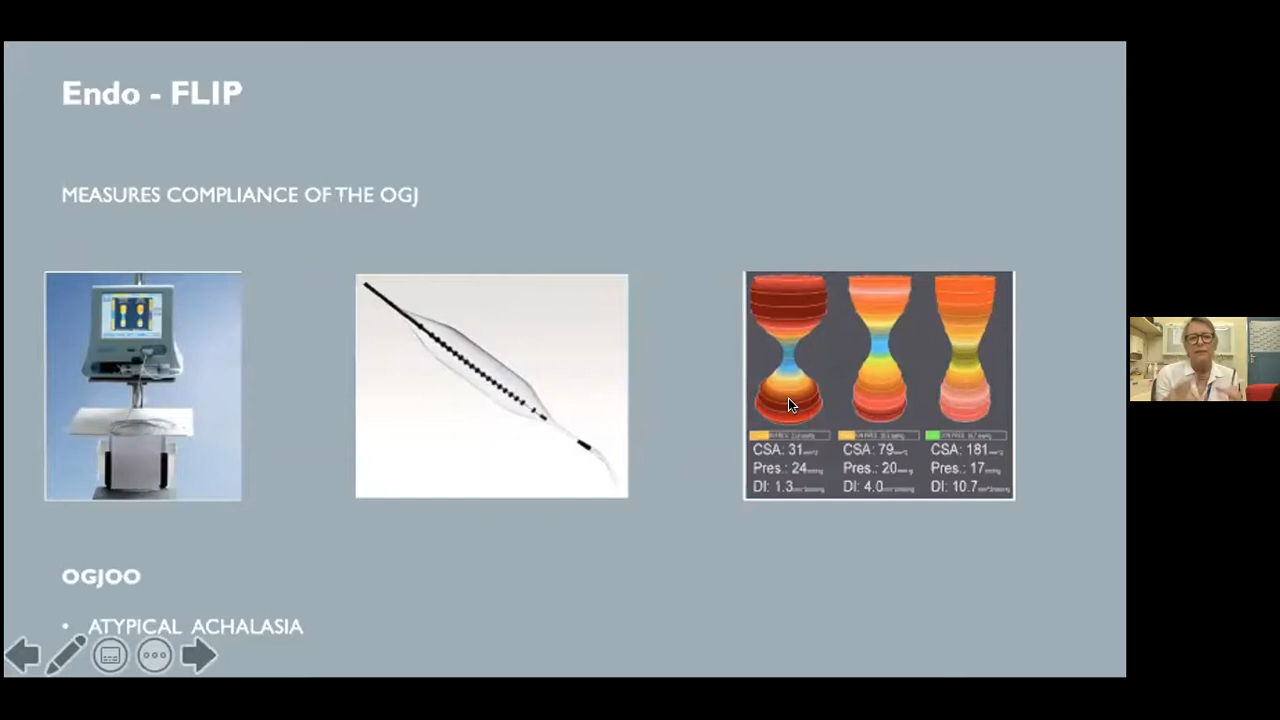 Endo - FLIP
MEASURES COMPLIANCE OF THE OGJ
CSA: 31 CSA: 79 CSA: 181
Pres.: 24 Pres.: 20 Pres.: 17
DI: 1.3 DI: 4.0 DI: 10.7
OGJOO
• ATYPICAL ACHALASIA